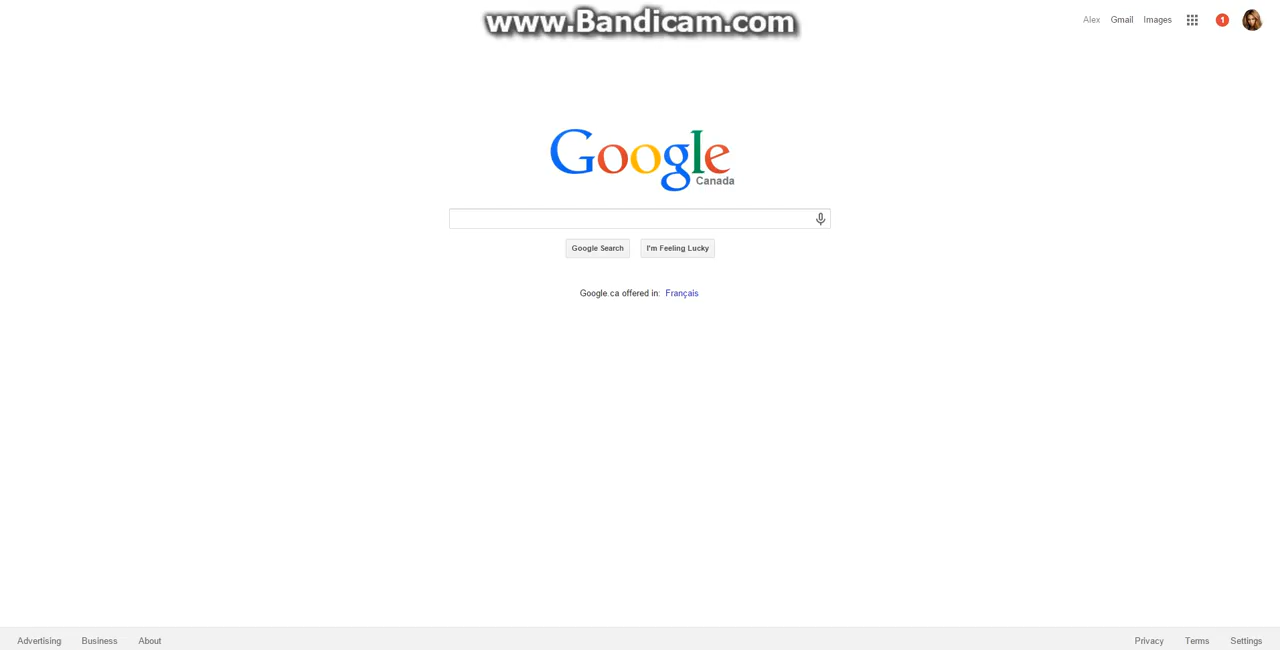 www.Bandicam.com
Alex Gmail Images 1
Google
Canada
Google Search I'm Feeling Lucky
Google.ca offered in: Français
Advertising Business About Privacy Terms Settings